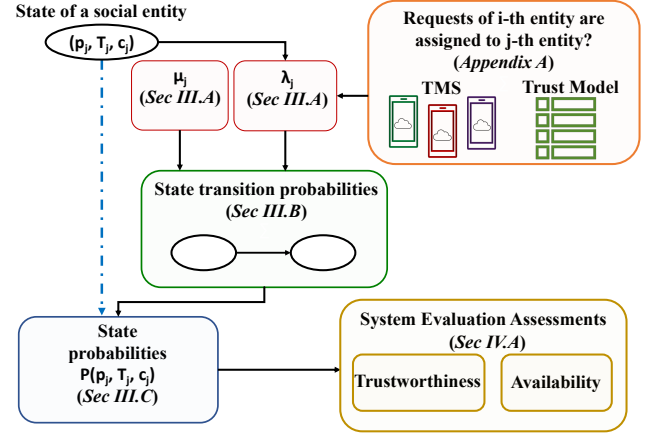 State of a social entity
(pⱼ, Tⱼ, cⱼ)
Requests of i-th entity are
assigned to j-th entity?
(Appendix A)
TMS
Trust Model
μⱼ
(Sec III.A)
λⱼ
(Sec III.A)
State transition probabilities
(Sec III.B)
State
probabilities
P(pⱼ, Tⱼ, cⱼ)
(Sec III.C)
System Evaluation Assessments
(Sec IV.A)
Trustworthiness
Availability